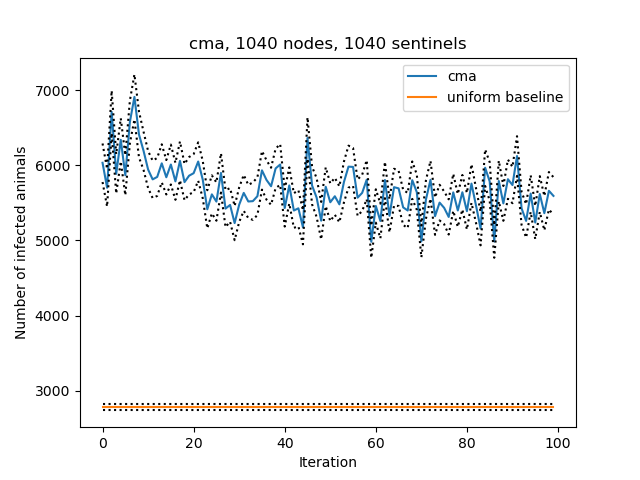 cma, 1040 nodes, 1040 sentinels
cma
uniform baseline
Number of infected animals
7000
6000
5000
4000
3000
0 20 40 60 80 100
Iteration